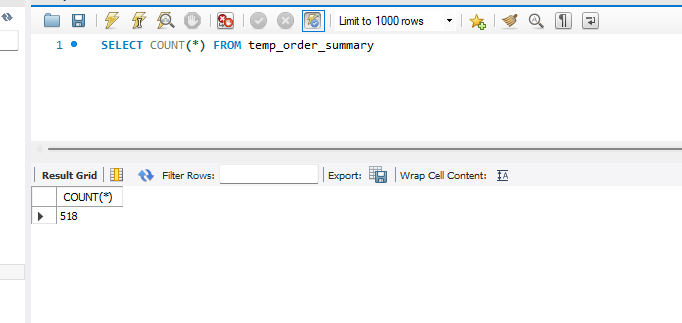 Limit to 1000 rows
1 SELECT COUNT(*) FROM temp_order_summary
Result Grid Filter Rows: Export: Wrap Cell Content:
COUNT(*)
518